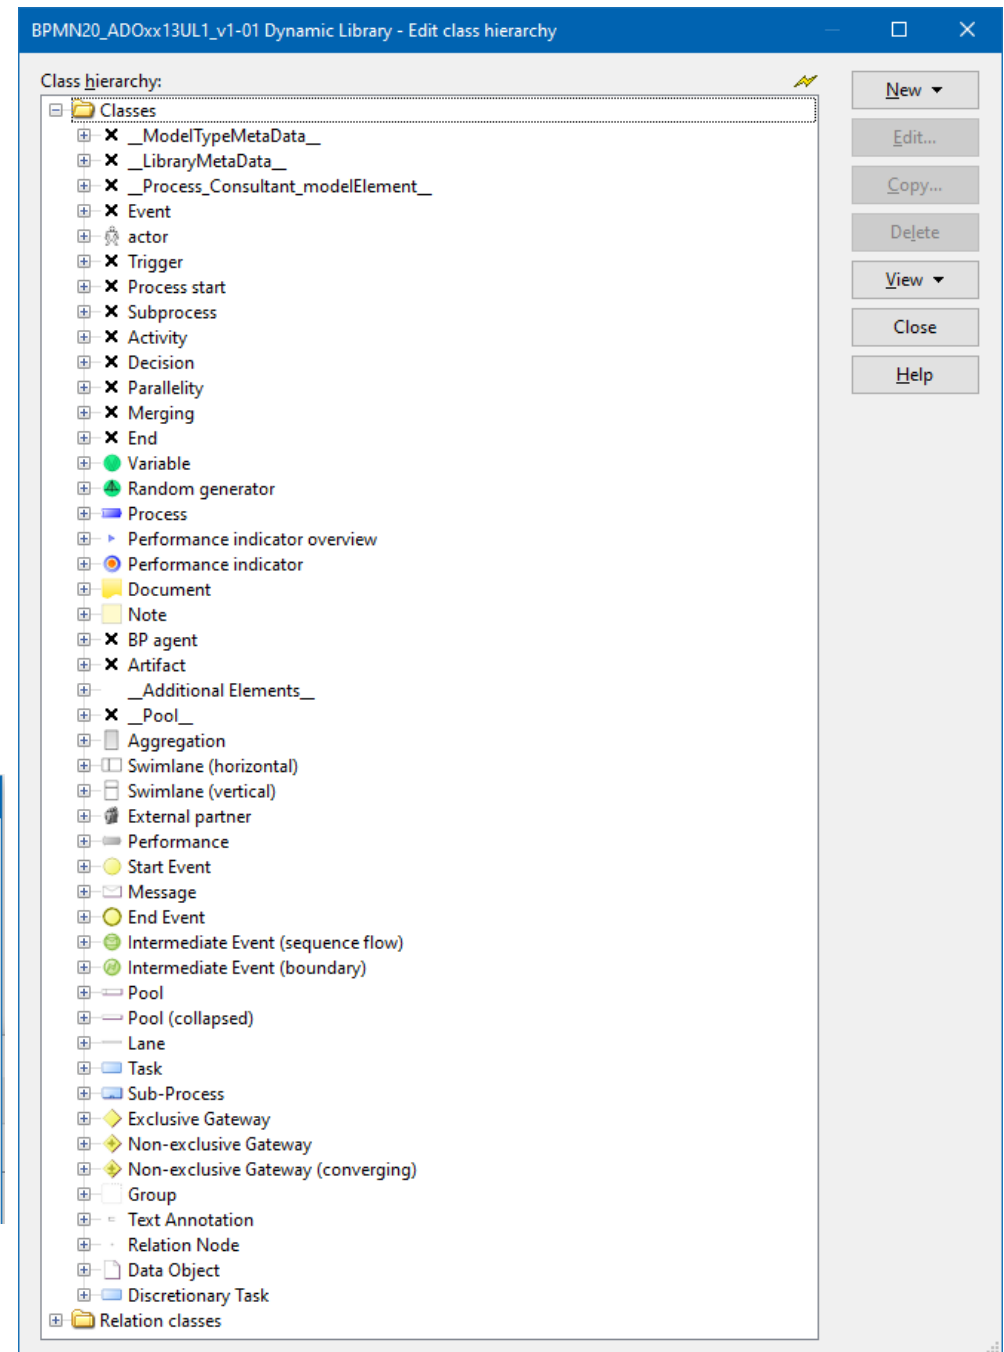 BPMN20_ADOxx13UL1_v1-01 Dynamic Library - Edit class hierarchy
Class hierarchy:
Classes
__ModelTypeMetaData__
__LibraryMetaData__
__Process_Consultant_modelElement__
Event
actor
Trigger
Process start
Subprocess
Activity
Decision
Parallelity
Merging
End
Variable
Random generator
Process
Performance indicator overview
Performance indicator
Document
Note
BP agent
Artifact
__Additional Elements__
__Pool__
Aggregation
Swimlane (horizontal)
Swimlane (vertical)
External partner
Performance
Start Event
Message
End Event
Intermediate Event (sequence flow)
Intermediate Event (boundary)
Pool
Pool (collapsed)
Lane
Task
Sub-Process
Exclusive Gateway
Non-exclusive Gateway
Non-exclusive Gateway (converging)
Group
Text Annotation
Relation Node
Data Object
Discretionary Task
Relation classes
New
Edit...
Copy...
Delete
View
Close
Help